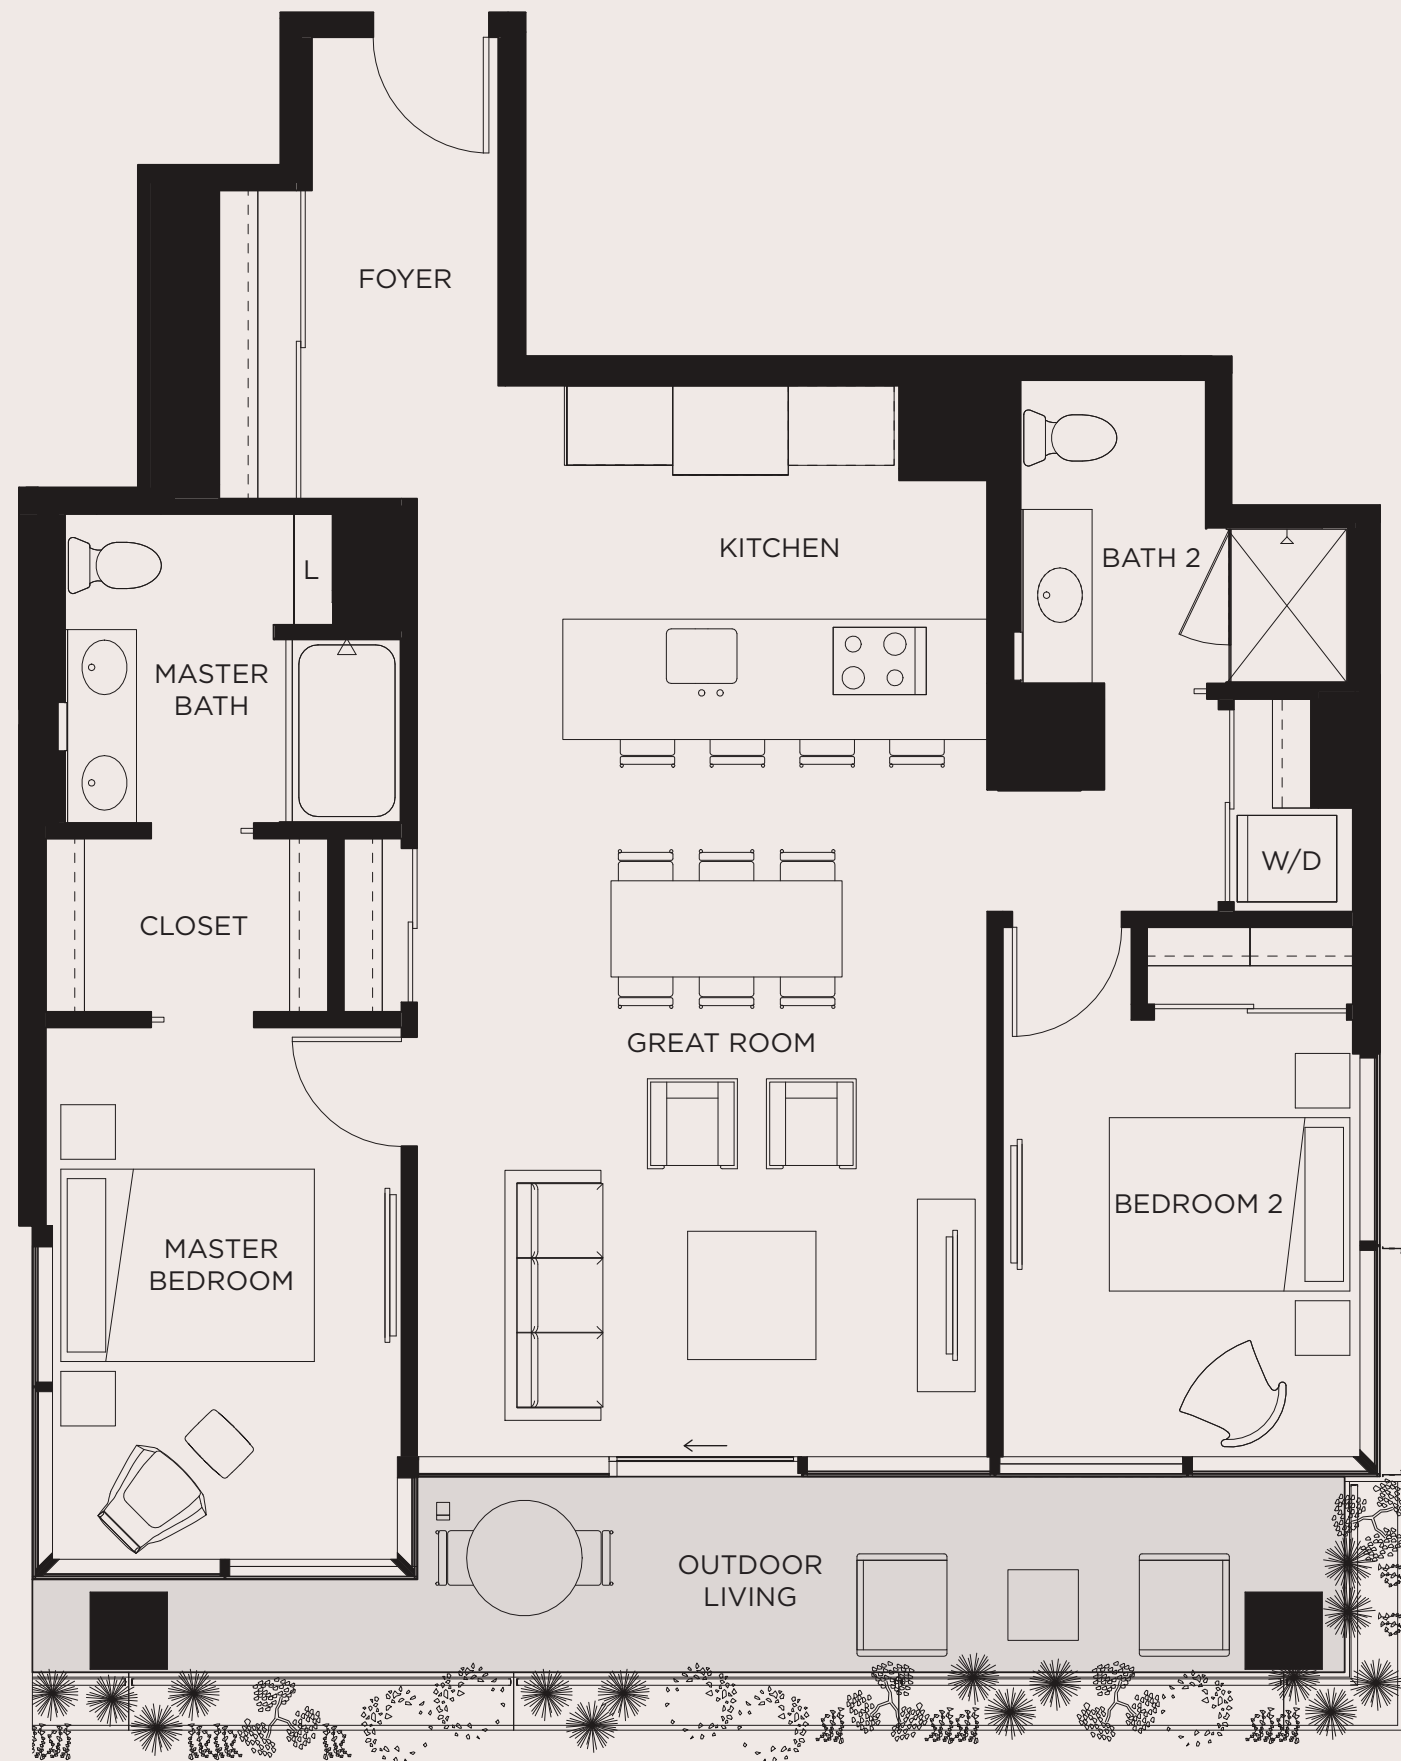 FOYER
KITCHEN
BATH 2
L
MASTER
BATH
W/D
CLOSET
GREAT ROOM
BEDROOM 2
MASTER
BEDROOM
OUTDOOR
LIVING